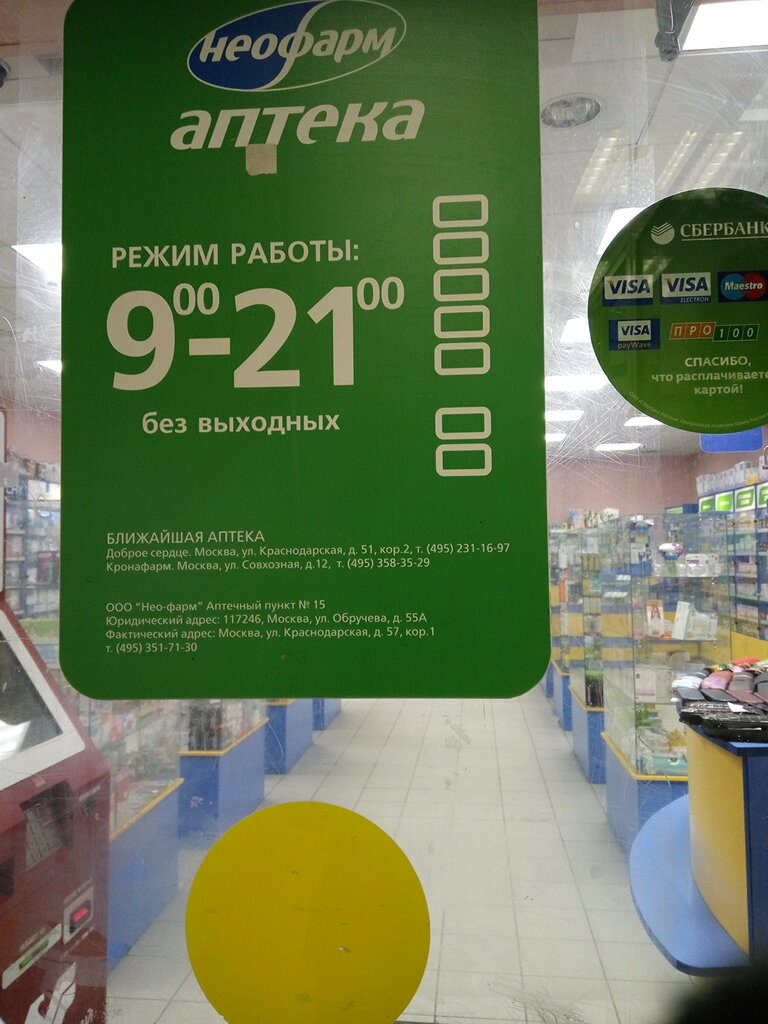 неофарм
аптека
РЕЖИМ РАБОТЫ:
9⁰⁰-21⁰⁰
без выходных
БЛИЖАЙШАЯ АПТЕКА
Доброе сердце. Москва, ул. Краснодарская, д. 51, кор.2, т. (495) 231-16-97
Кронафарм. Москва, ул. Совхозная, д.12, т. (495) 358-35-29
ООО "Нео-фарм" Аптечный пункт № 15
Юридический адрес: 117246, Москва, ул. Обручева, д. 55А
Фактический адрес: Москва, ул. Краснодарская, д. 57, кор.1
т. (495) 351-71-30
СБЕРБАНК
VISA VISA Maestro
ELECTRON
VISA ПРО100
payWave
СПАСИБО,
что расплачиваете
картой!